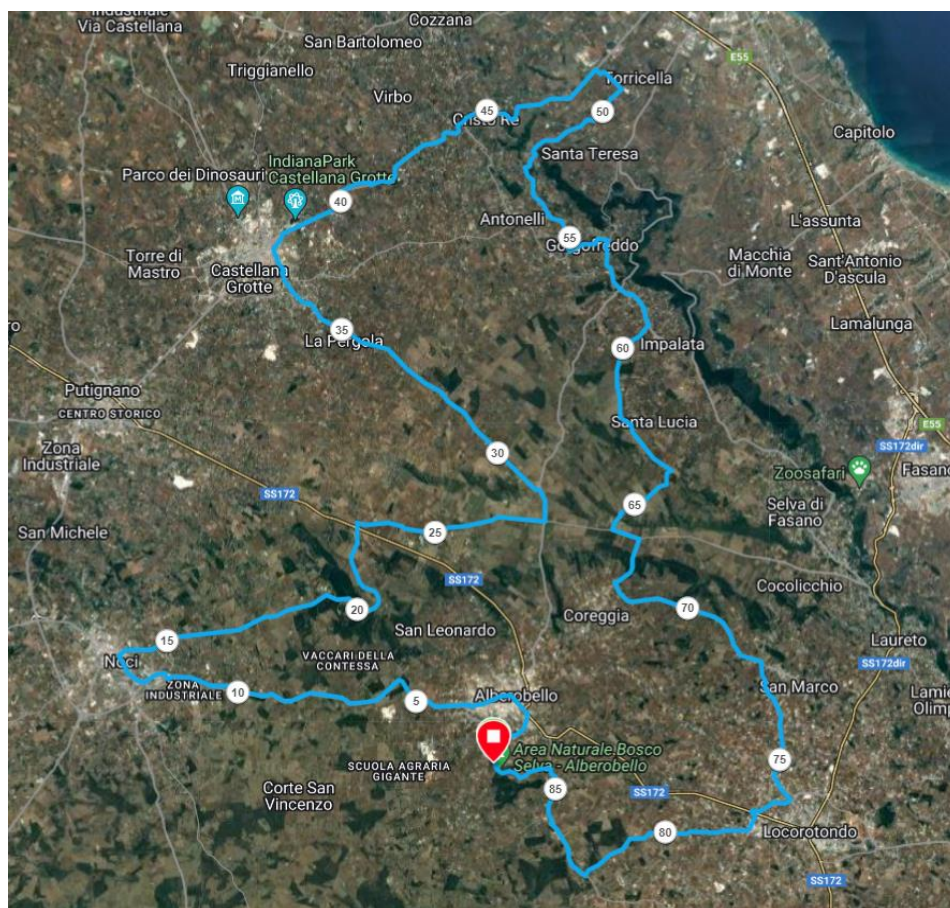 Industriale
Via Castellana
Cozzana
San Bartolomeo
Triggianello
Torricella
E55
Virbo
45
Cristo Re
50
Capitolo
Santa Teresa
IndianaPark
Castellana Grotte
Parco dei Dinosauri
40
Antonelli
L'assunta
55
Gorgofreddo
Torre di
Mastro
Macchia
di Monte
Sant'Antonio
D'ascula
Castellana
Grotte
35
La Pergola
Impalata
60
Lamalunga
Putignano
CENTRO STORICO
Santa Lucia
E55
Zona
Industriale
30
SS172dir
Fasano
Zoosafari
SS172
65
Selva di
Fasano
San Michele
25
SS172
Cocolicchio
20
Coreggia
70
15
San Leonardo
Laureto
Noci
VACCARI DELLA
CONTESSA
SS172dir
ZONA
INDUSTRIALE
10
5
Alberobello
San Marco
Lami
Olimp
Area Naturale Bosco
Selva - Alberobello
75
SCUOLA AGRARIA
GIGANTE
Corte San
Vincenzo
85
SS172
80
Locorotondo
SS172